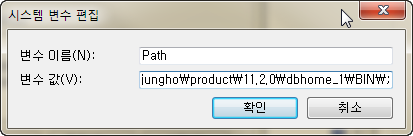 시스템 변수 편집
변수 이름(N): Path
변수 값(V): jungho₩product₩11.2.0₩dbhome_1₩BIN₩;
확인 취소